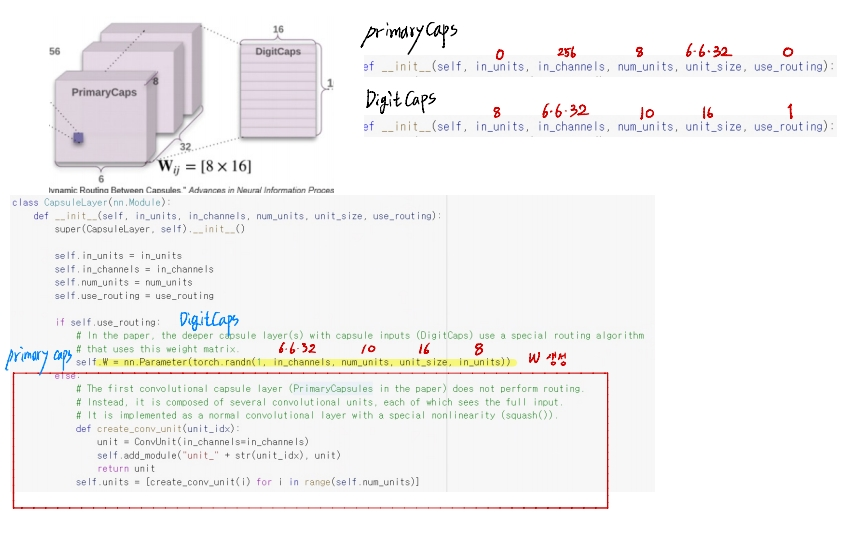 primaryCaps
0 256 8 6·6·32 0
ef __init__(self, in_units, in_channels, num_units, unit_size, use_routing):
DigitCaps
8 6·6·32 10 16 1
ef __init__(self, in_units, in_channels, num_units, unit_size, use_routing):
56
16
DigitCaps
PrimaryCaps
8
1
32
6
Wij = [8 × 16]
ynamic Routing Between Capsules." Advances in Neural Information Proces
class CapsuleLayer(nn.Module):
def __init__(self, in_units, in_channels, num_units, unit_size, use_routing):
super(CapsuleLayer, self).__init__()
self.in_units = in_units
self.in_channels = in_channels
self.num_units = num_units
self.use_routing = use_routing
if self.use_routing: DigitCaps
# In the paper, the deeper capsule layer(s) with capsule inputs (DigitCaps) use a special routing algorithm
# that uses this weight matrix.
6·6·32 10 16 8
primary caps
self.W = nn.Parameter(torch.randn(1, in_channels, num_units, unit_size, in_units)) W 생성
else:
# The first convolutional capsule layer (PrimaryCapsules in the paper) does not perform routing.
# Instead, it is composed of several convolutional units, each of which sees the full input.
# It is implemented as a normal convolutional layer with a special nonlinearity (squash()).
def create_conv_unit(unit_idx):
unit = ConvUnit(in_channels=in_channels)
self.add_module("unit_" + str(unit_idx), unit)
return unit
self.units = [create_conv_unit(i) for i in range(self.num_units)]